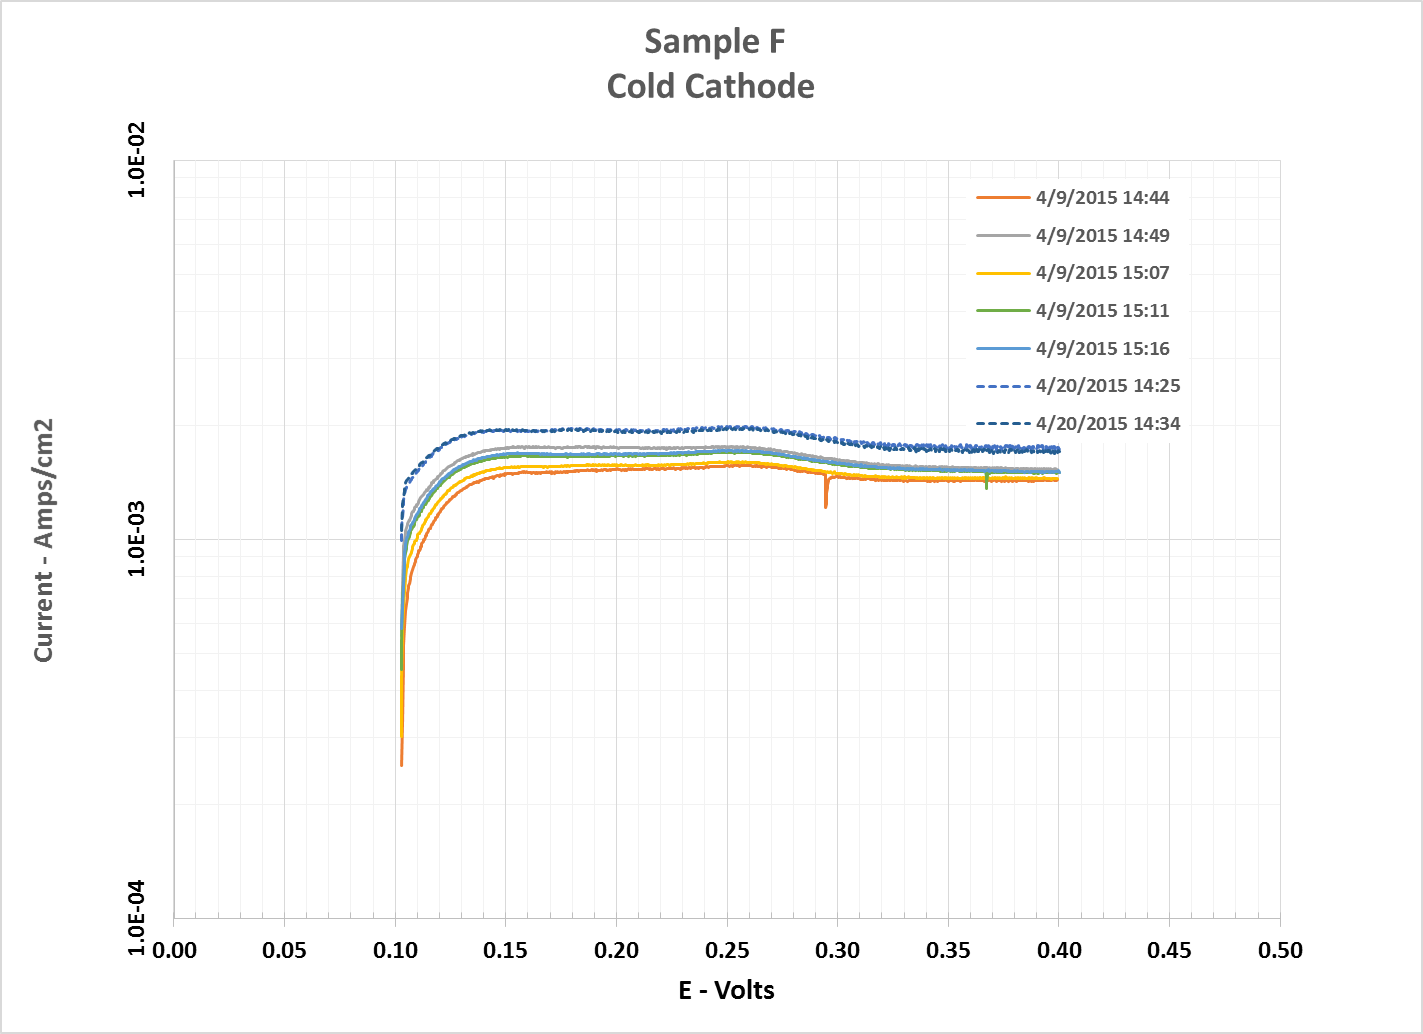 Sample F
Cold Cathode
1.0E-02
4/9/2015 14:44
4/9/2015 14:49
4/9/2015 15:07
4/9/2015 15:11
4/9/2015 15:16
4/20/2015 14:25
4/20/2015 14:34
Current - Amps/cm2
1.0E-03
1.0E-04
0.00 0.05 0.10 0.15 0.20 0.25 0.30 0.35 0.40 0.45 0.50
E - Volts